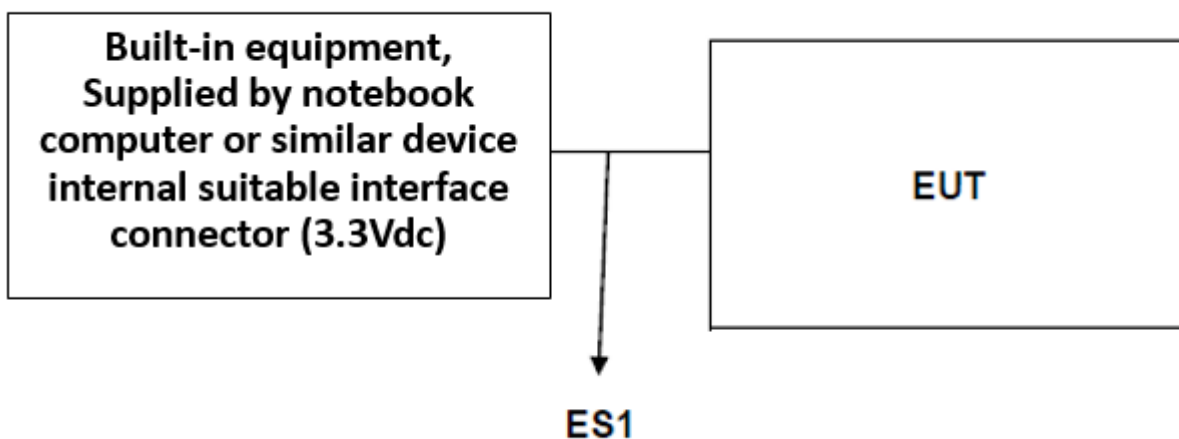 Built-in equipment,
Supplied by notebook
computer or similar device
internal suitable interface
connector (3.3Vdc)
EUT
ES1